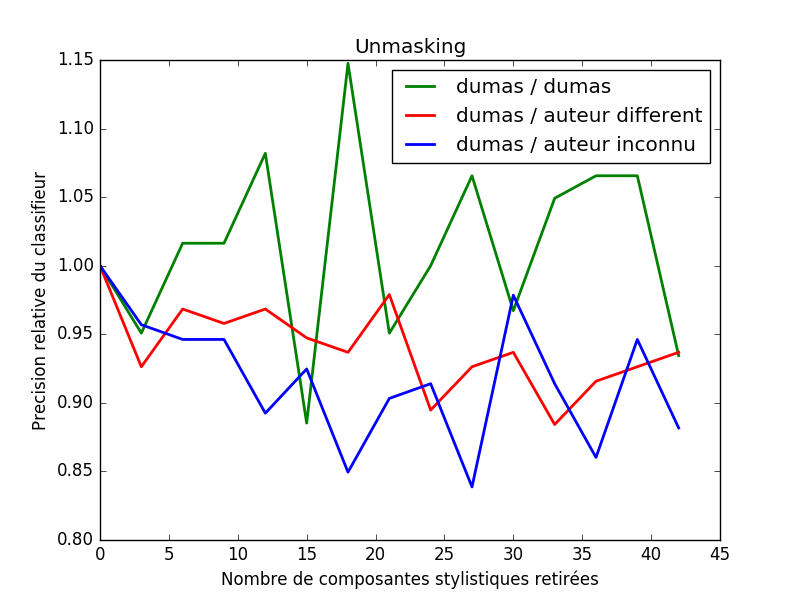 Unmasking
1.15
1.10
1.05
1.00
0.95
0.90
0.85
0.80
Precision relative du classifieur
dumas / dumas
dumas / auteur different
dumas / auteur inconnu
0 5 10 15 20 25 30 35 40 45
Nombre de composantes stylistiques retirées